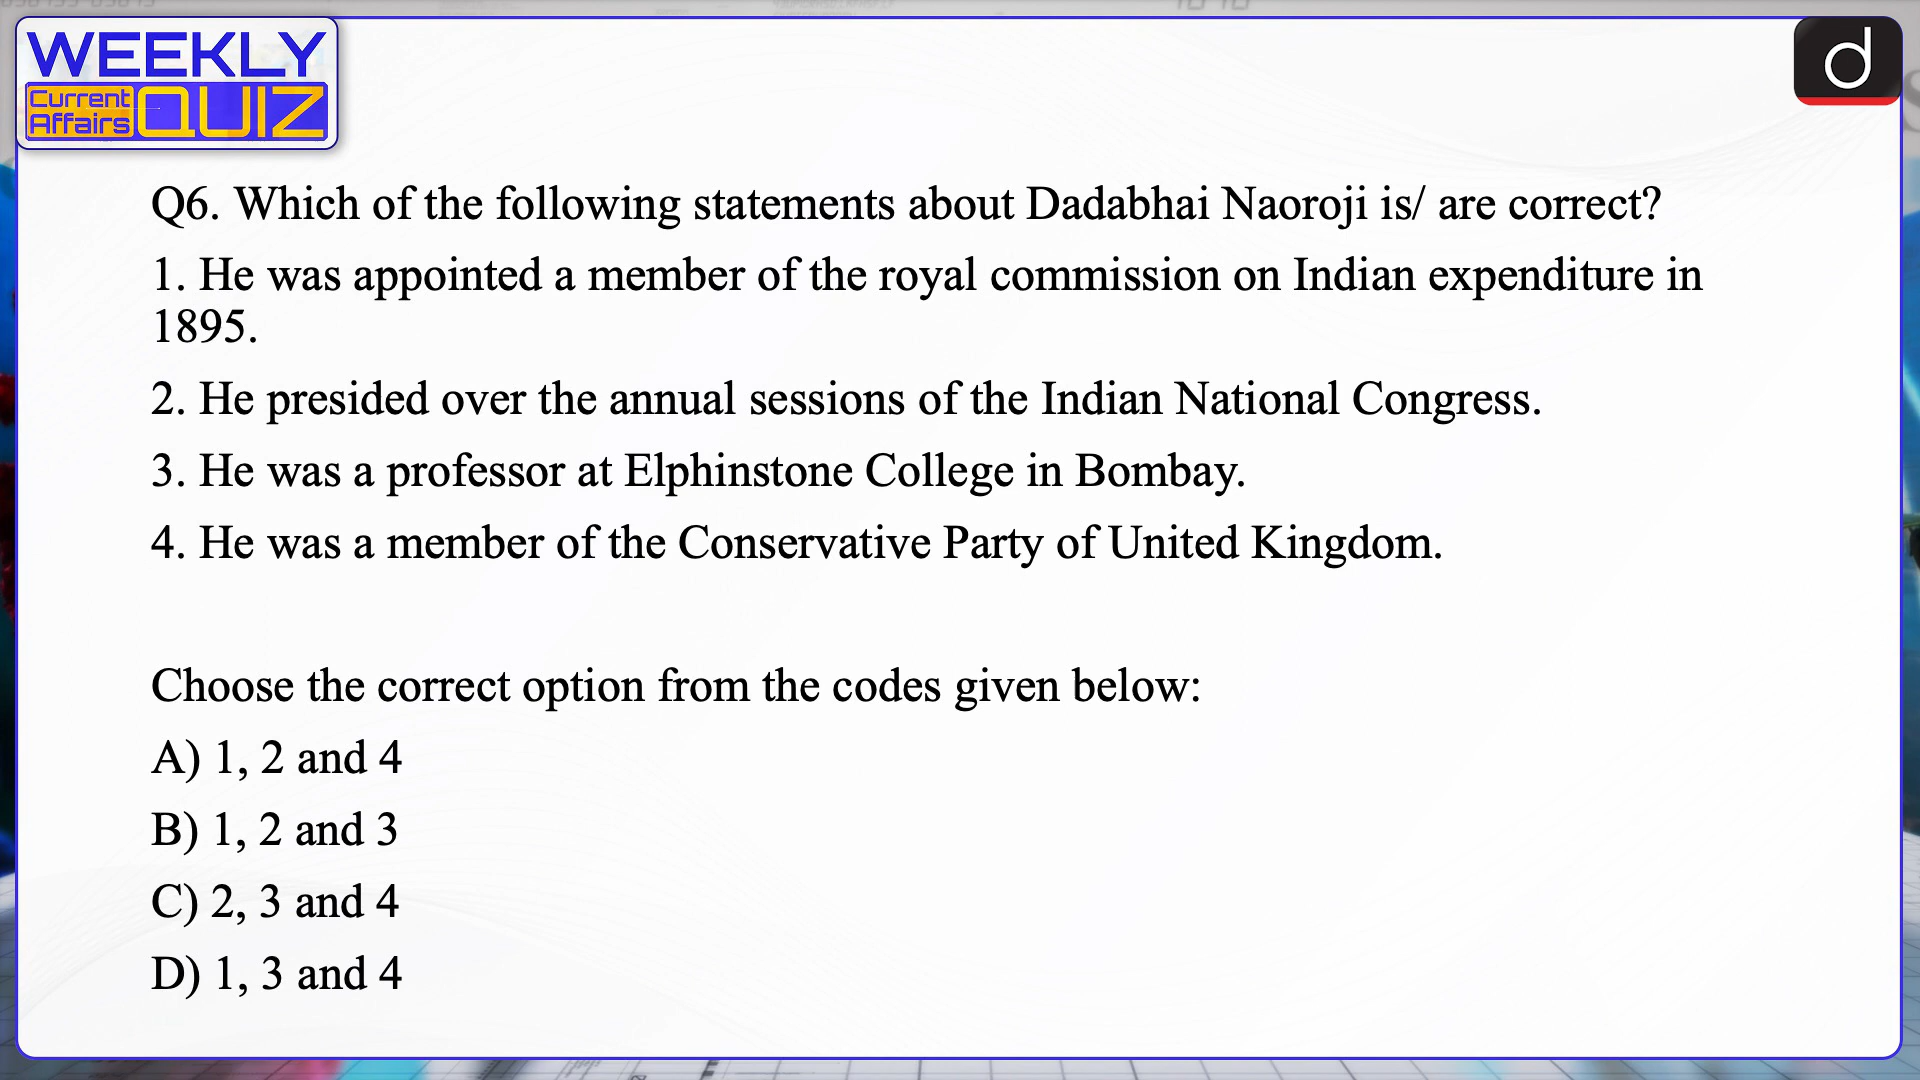 WEEKLY
Current
Affairs
QUIZ
d
Q6. Which of the following statements about Dadabhai Naoroji is/ are correct?
1. He was appointed a member of the royal commission on Indian expenditure in
1895.
2. He presided over the annual sessions of the Indian National Congress.
3. He was a professor at Elphinstone College in Bombay.
4. He was a member of the Conservative Party of United Kingdom.
Choose the correct option from the codes given below:
A) 1, 2 and 4
B) 1, 2 and 3
C) 2, 3 and 4
D) 1, 3 and 4